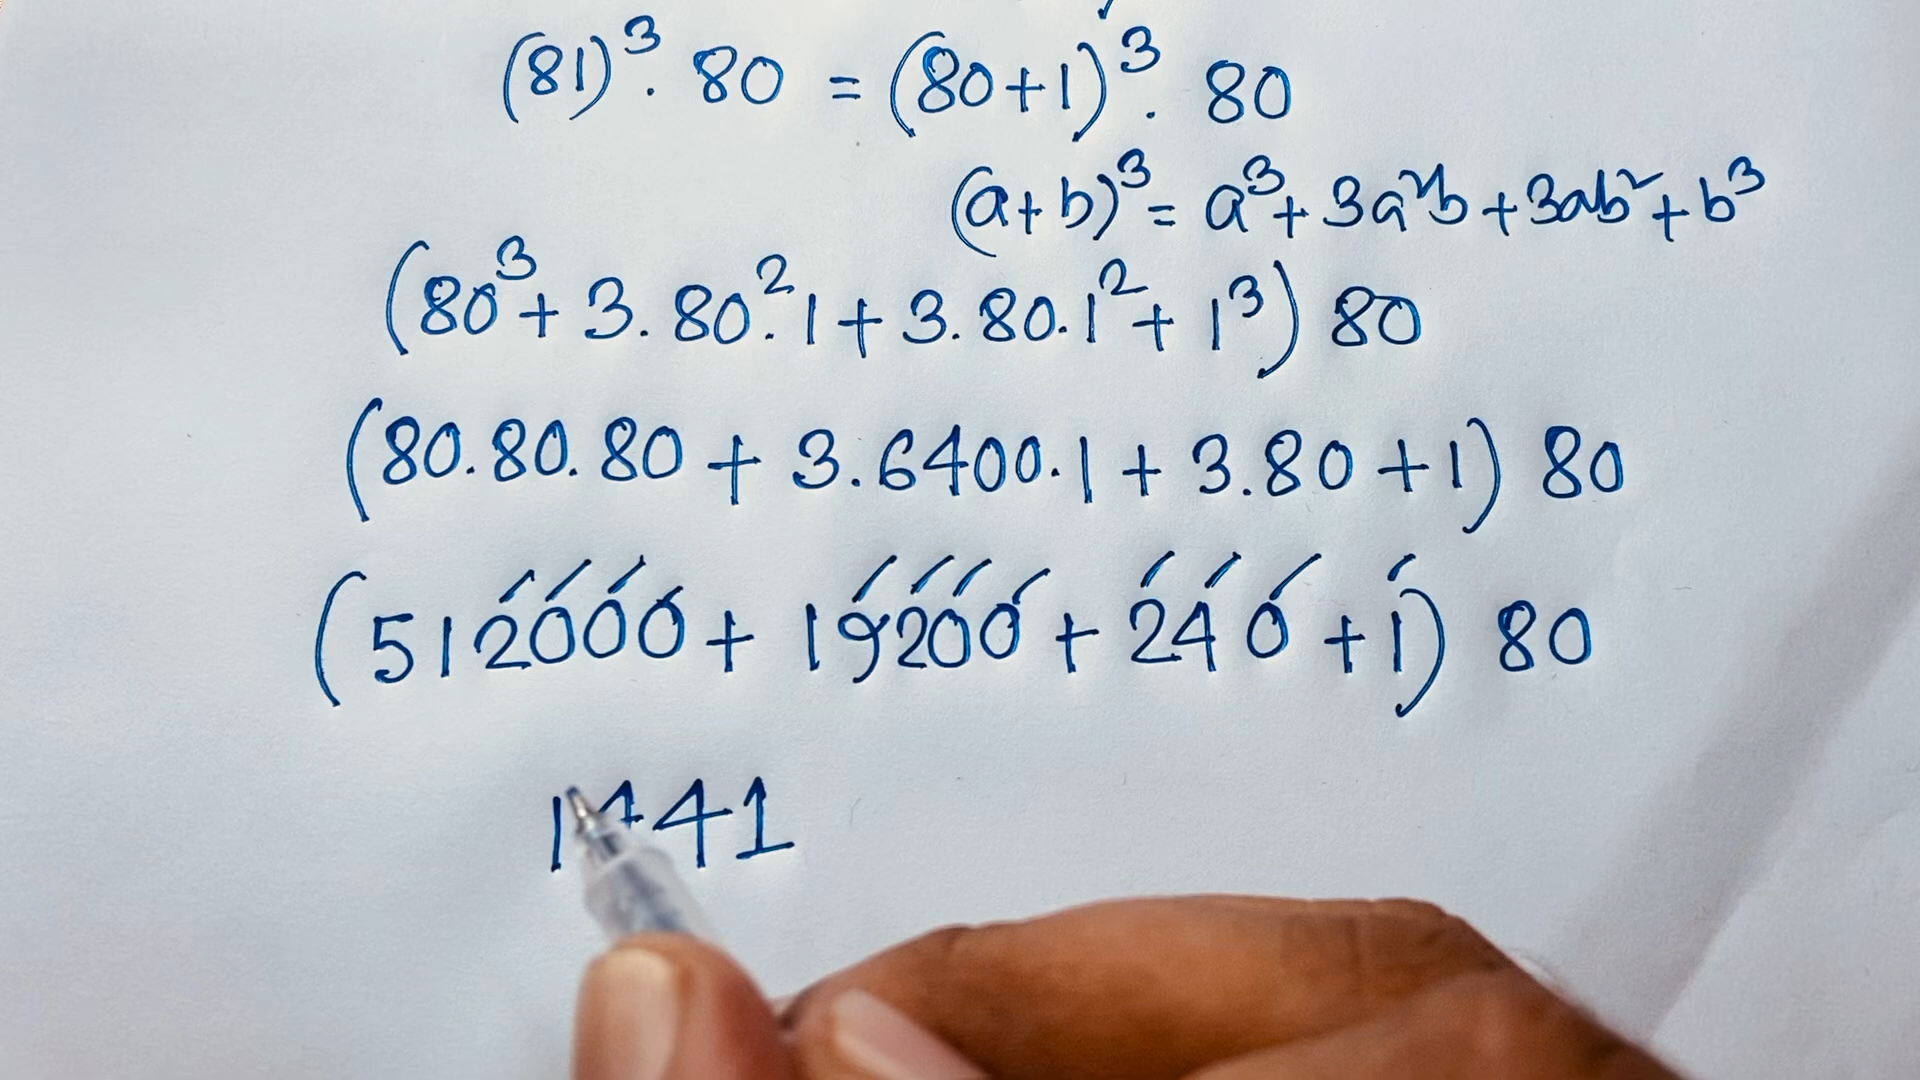 (81)³. 80 = (80+1)³. 80
(a+b)³ = a³+ 3a²b +3ab²+ b³
(80³+ 3. 80².1 + 3. 80.1²+ 1³) 80
(80.80.80 + 3.6400.1 + 3.80 +1) 80
(512000 + 19200 + 240 +1) 80
1441